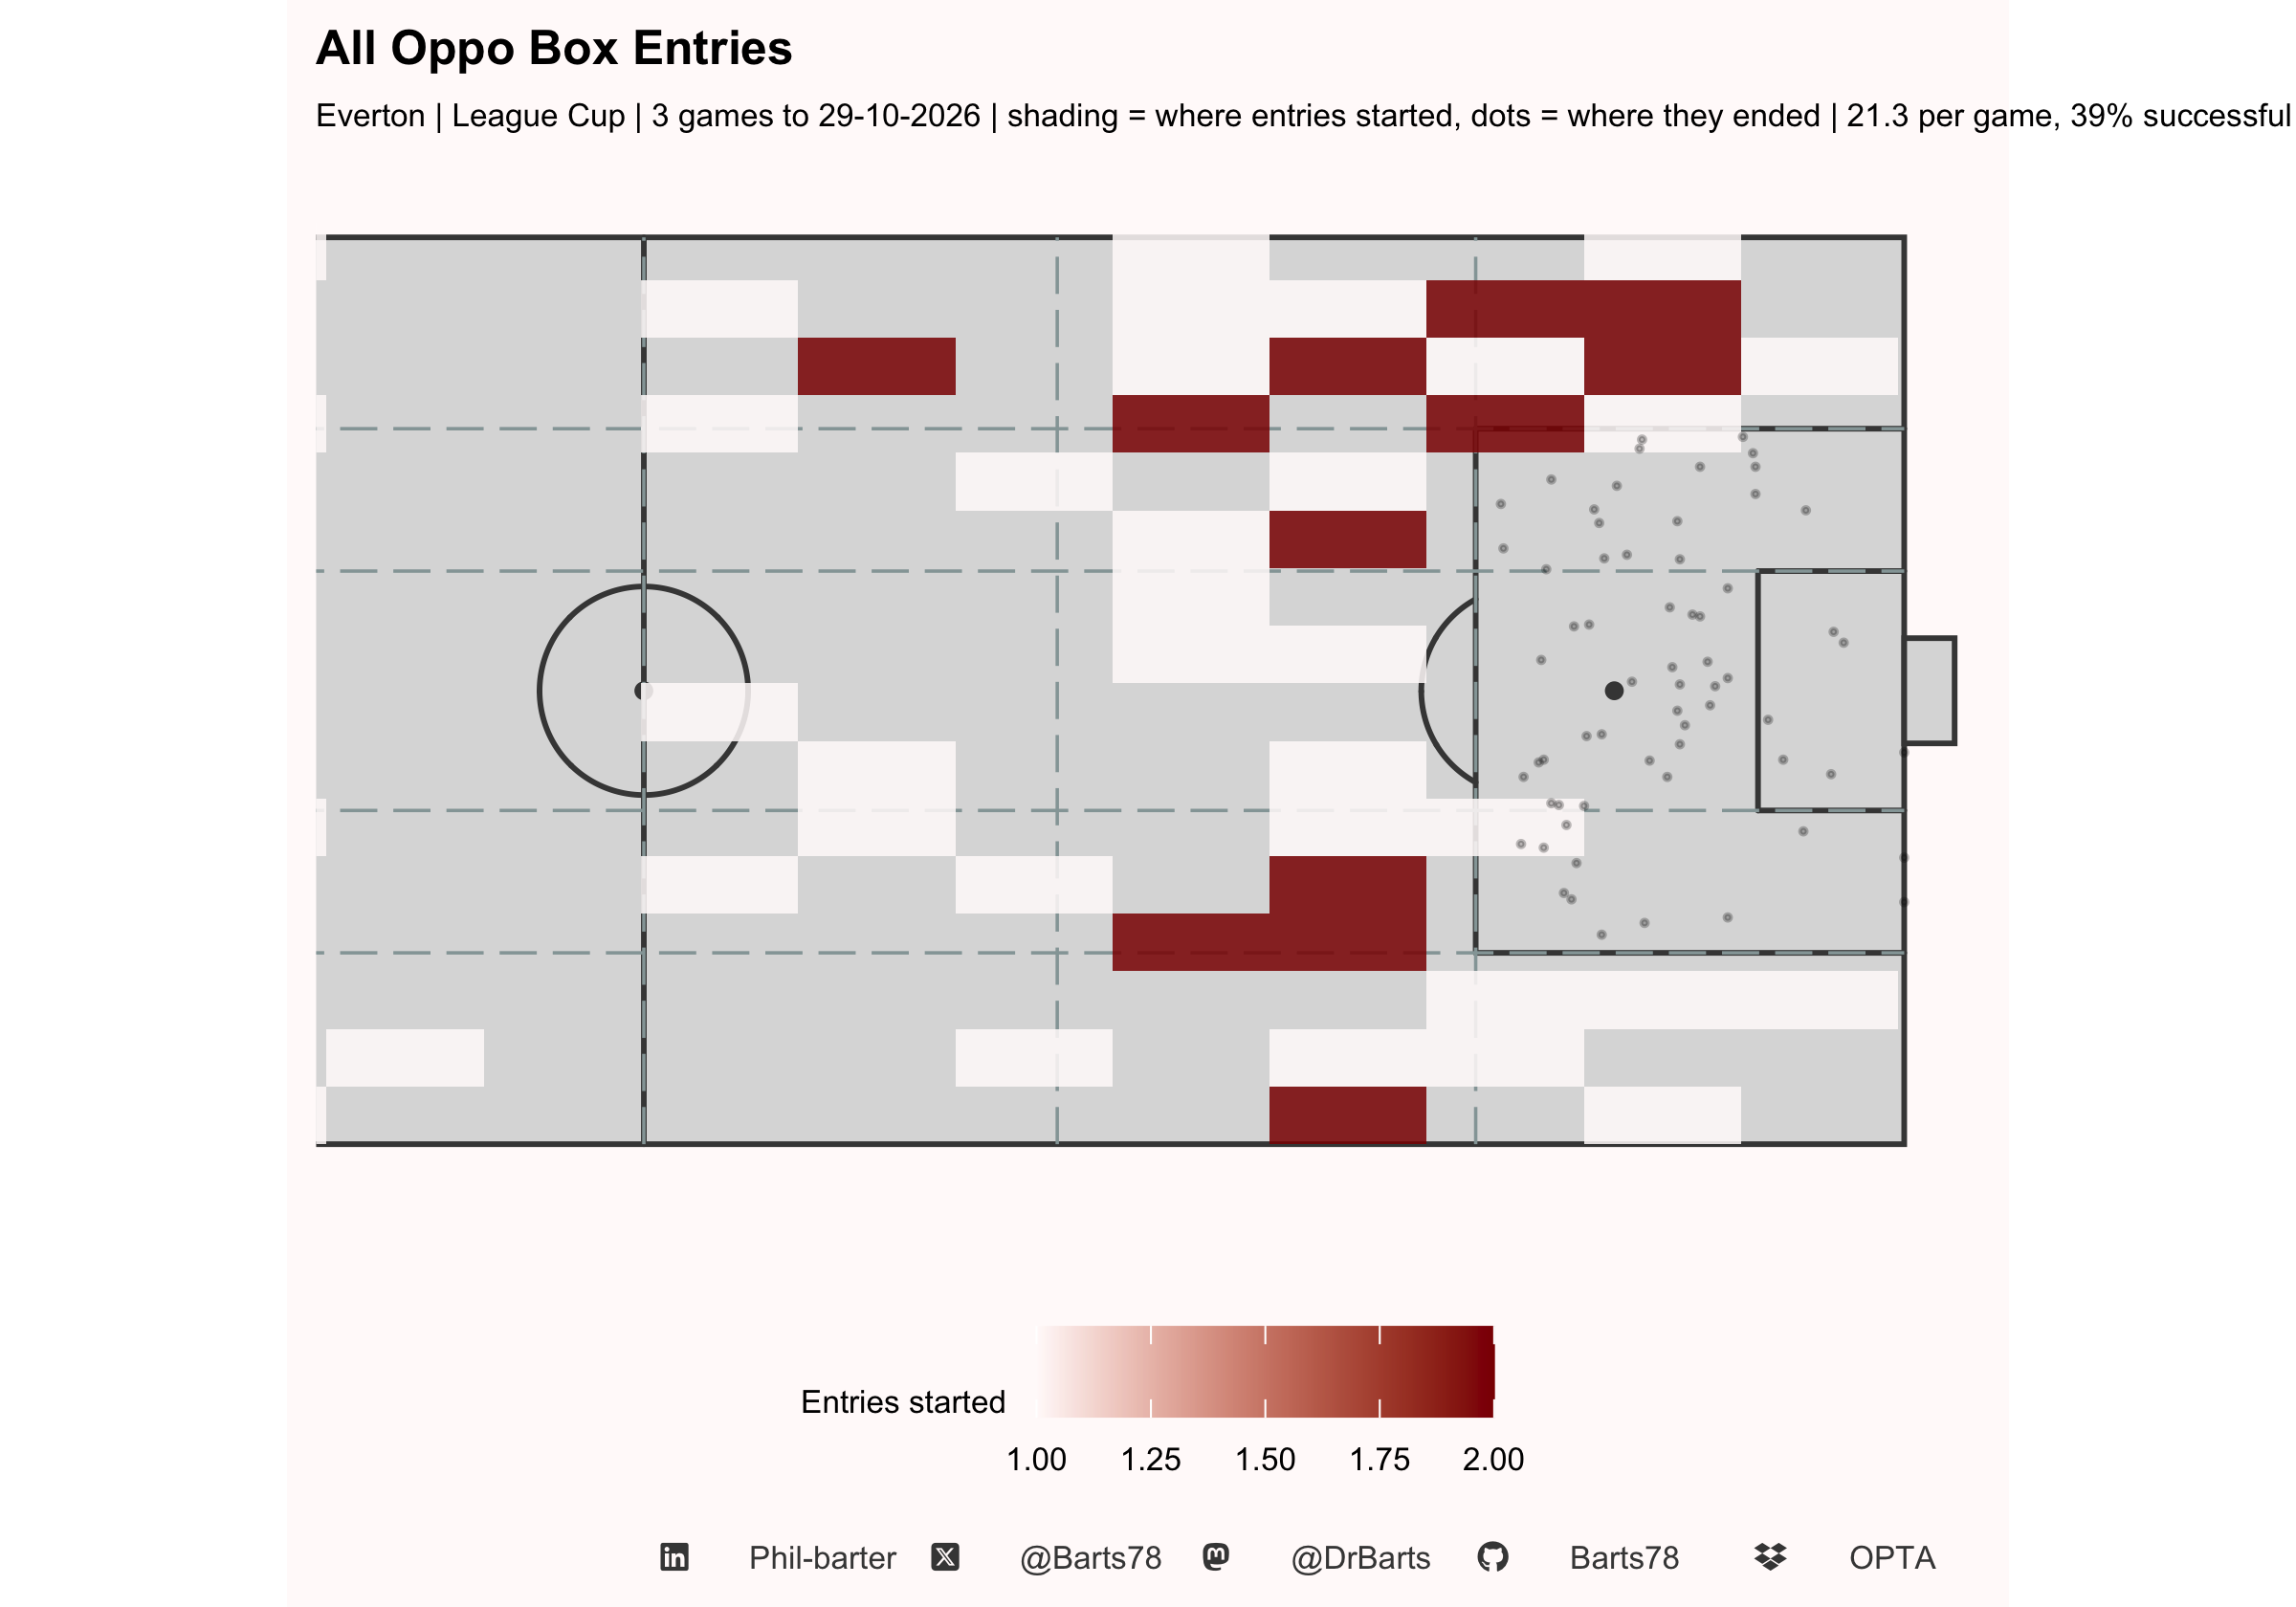 All Oppo Box Entries
Everton | League Cup | 3 games to 29-10-2026 | shading = where entries started, dots = where they ended | 21.3 per game, 39% successful
Entries started
1.00 1.25 1.50 1.75 2.00
Phil-barter @Barts78 @DrBarts Barts78 OPTA